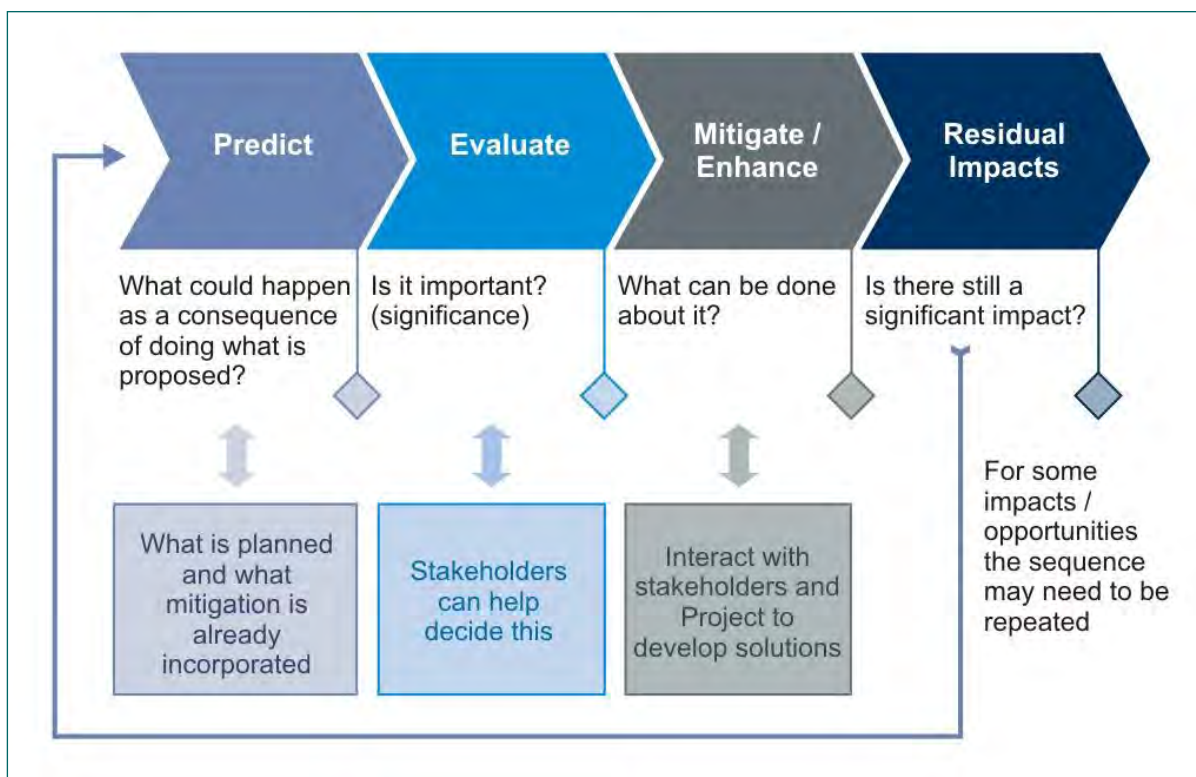 Predict
Evaluate
Mitigate /
Enhance
Residual
Impacts
What could happen
as a consequence
of doing what is
proposed?
Is it important?
(significance)
What can be done
about it?
Is there still a
significant impact?
What is planned
and what
mitigation is
already
incorporated
Stakeholders
can help
decide this
Interact with
stakeholders and
Project to
develop solutions
For some
impacts /
opportunities
the sequence
may need to be
repeated